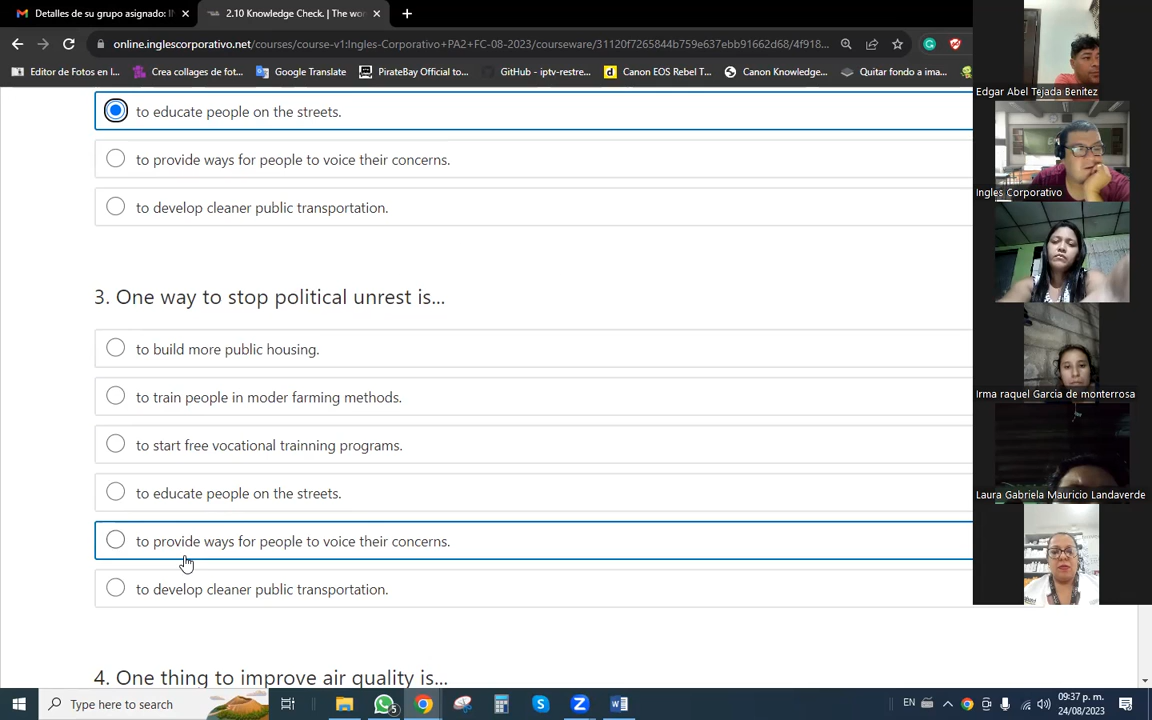 Detalles de su grupo asignado: I
2.10 Knowledge Check. | The wo
online.inglescorporativo.net/courses/course-v1:Ingles-Corporativo+PA2+FC-08-2023/courseware/31120f7265844b759e637ebb91662d68/4f918...
Editor de Fotos en l...
Crea collages de fot...
Google Translate
PirateBay Official to...
GitHub - iptv-restre...
Canon EOS Rebel T...
Canon Knowledge...
Quitar fondo a ima...
to educate people on the streets.
to provide ways for people to voice their concerns.
to develop cleaner public transportation.
3. One way to stop political unrest is...
to build more public housing.
to train people in moder farming methods.
to start free vocational trainning programs.
to educate people on the streets.
to provide ways for people to voice their concerns.
to develop cleaner public transportation.
4. One thing to improve air quality is...
Edgar Abel Tejada Benitez
Ingles Corporativo
Irma raquel Garcia de monterrosa
Laura Gabriela Mauricio Landaverde
Type here to search
5
EN
09:37 p. m.
24/08/2023